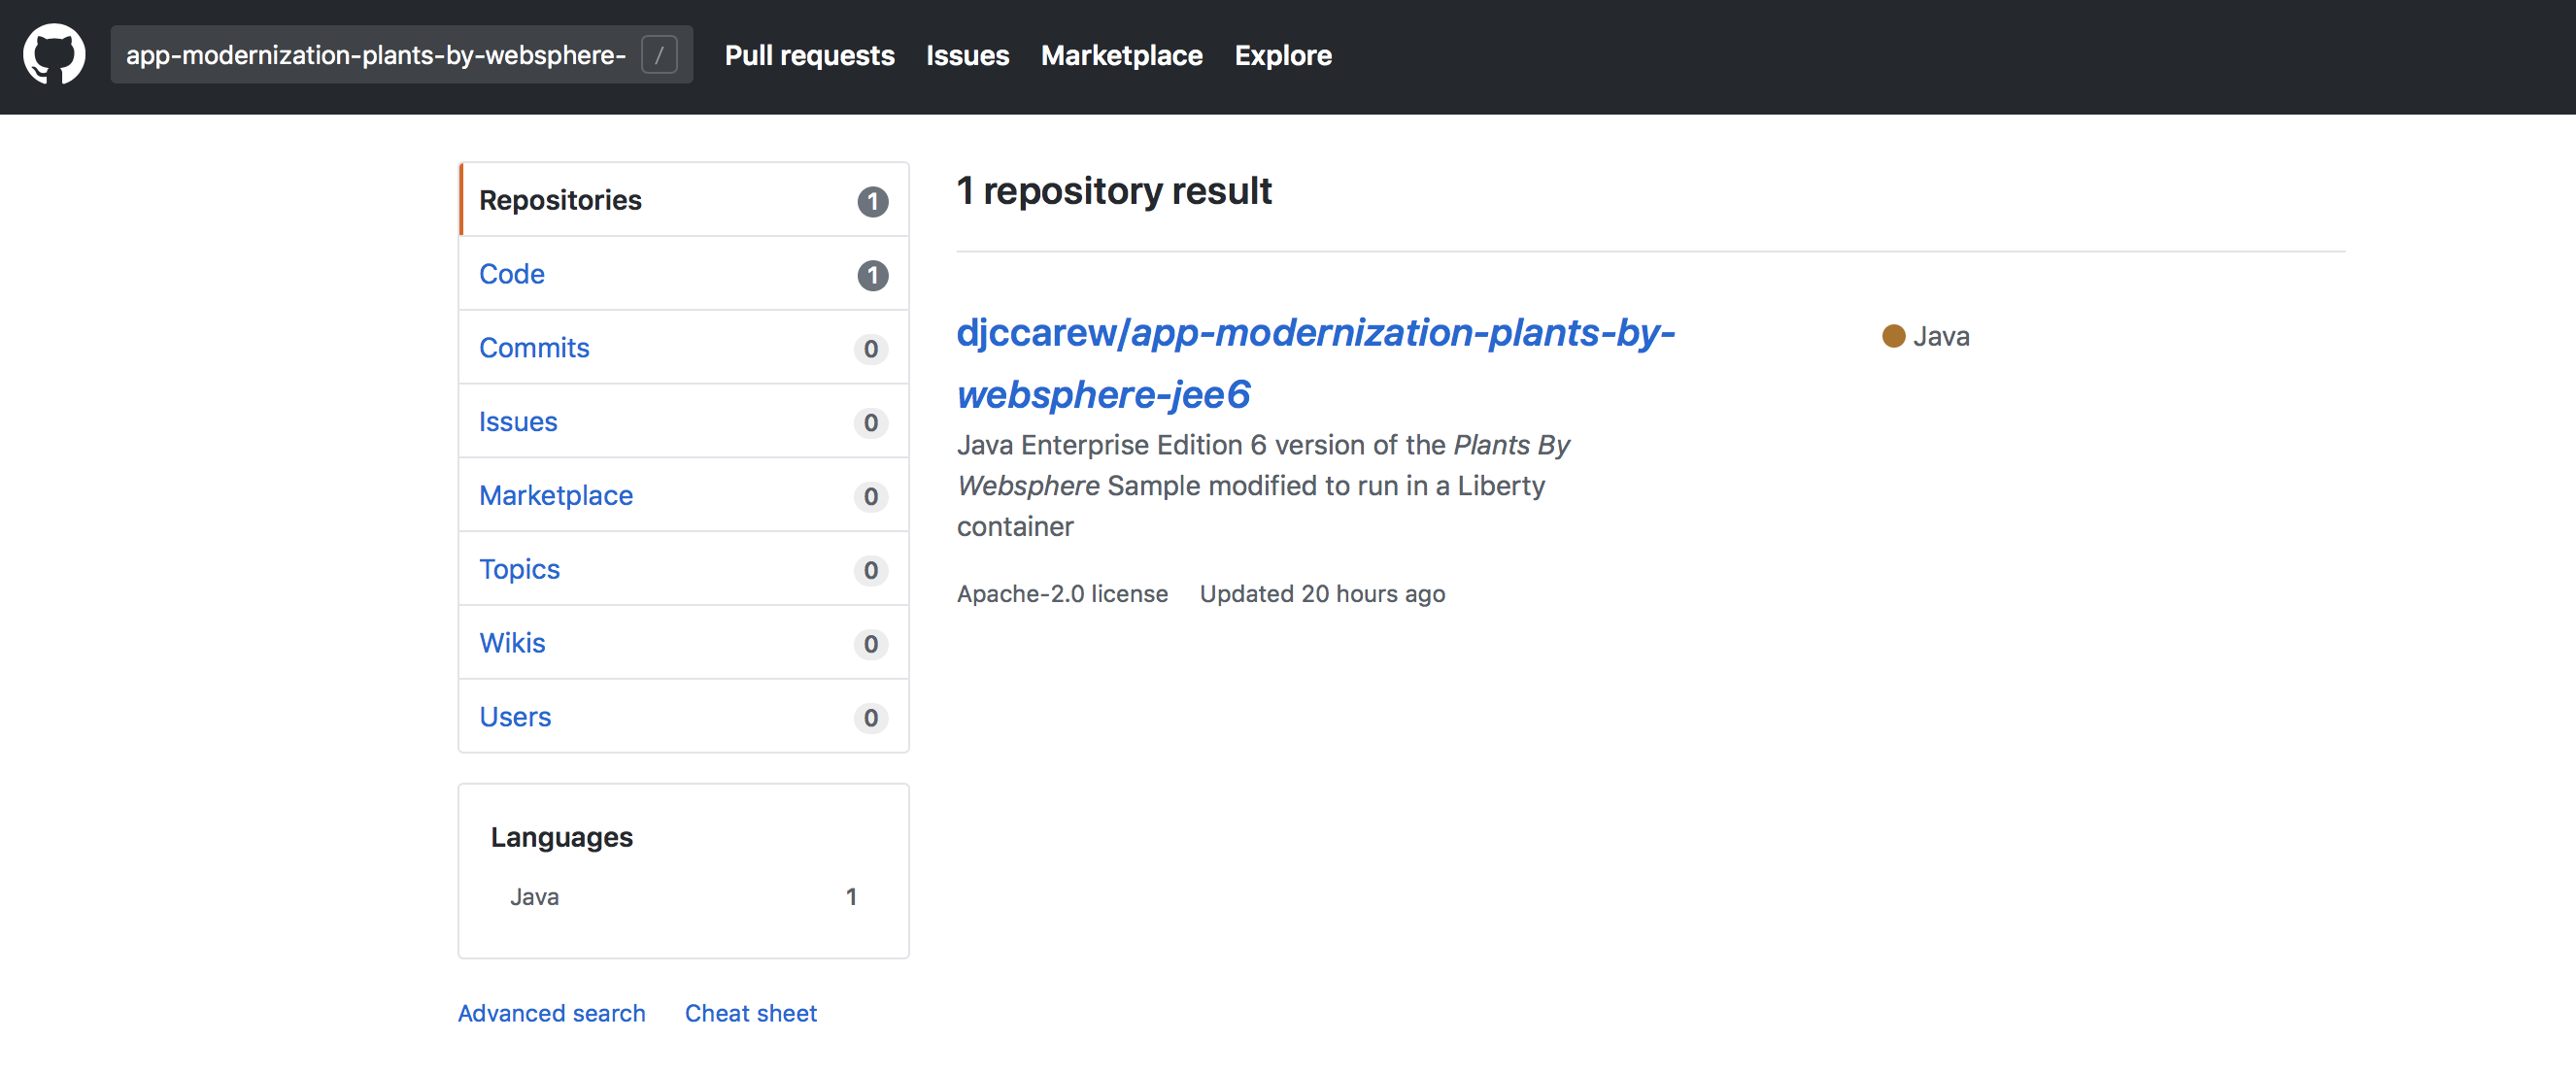 app-modernization-plants-by-websphere- /
Pull requests Issues Marketplace Explore
Repositories 1
Code 1
Commits 0
Issues 0
Marketplace 0
Topics 0
Wikis 0
Users 0
Languages
Java 1
Advanced search Cheat sheet
1 repository result
djccarew/app-modernization-plants-by-
websphere-jee6
Java
Java Enterprise Edition 6 version of the Plants By
Websphere Sample modified to run in a Liberty
container
Apache-2.0 license Updated 20 hours ago